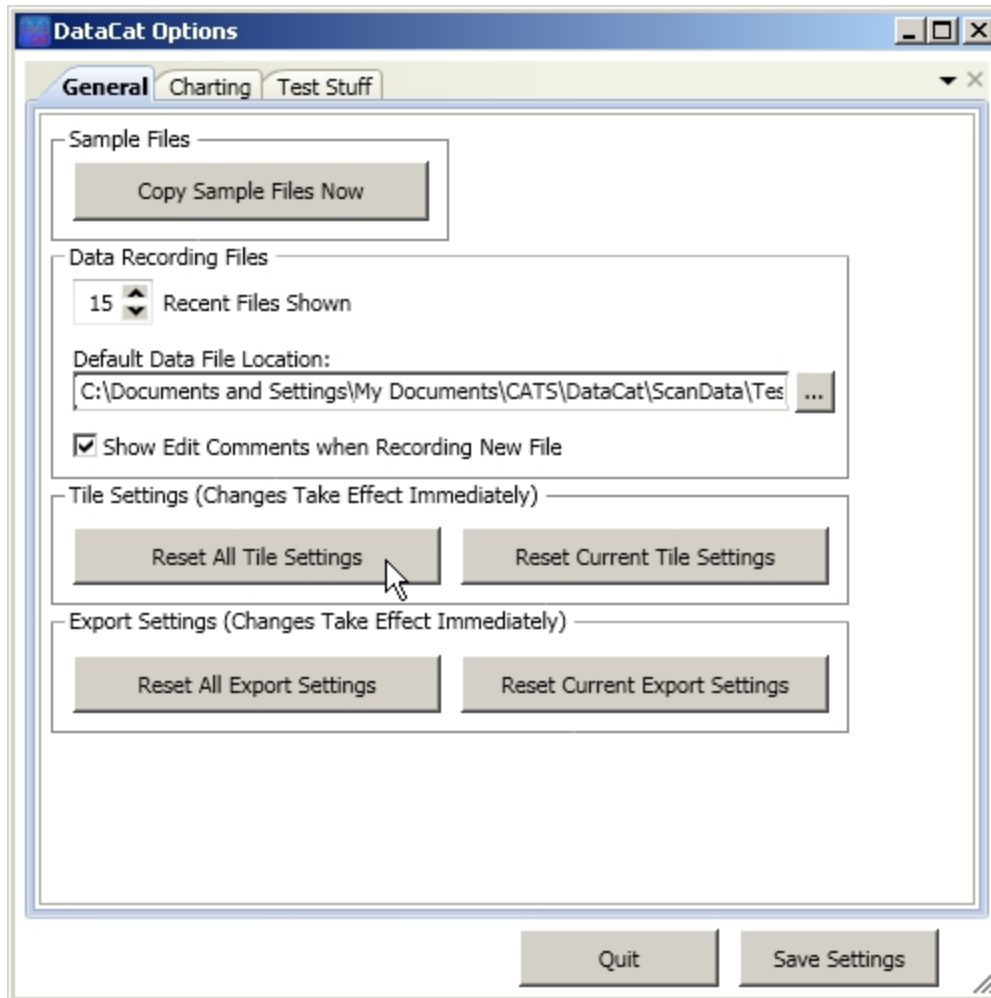 DataCat Options
General Charting Test Stuff
Sample Files
Copy Sample Files Now
Data Recording Files
15 Recent Files Shown
Default Data File Location:
C:\Documents and Settings\My Documents\CATS\DataCat\ScanData\Tes ...
Show Edit Comments when Recording New File
Tile Settings (Changes Take Effect Immediately)
Reset All Tile Settings Reset Current Tile Settings
Export Settings (Changes Take Effect Immediately)
Reset All Export Settings Reset Current Export Settings
Quit Save Settings